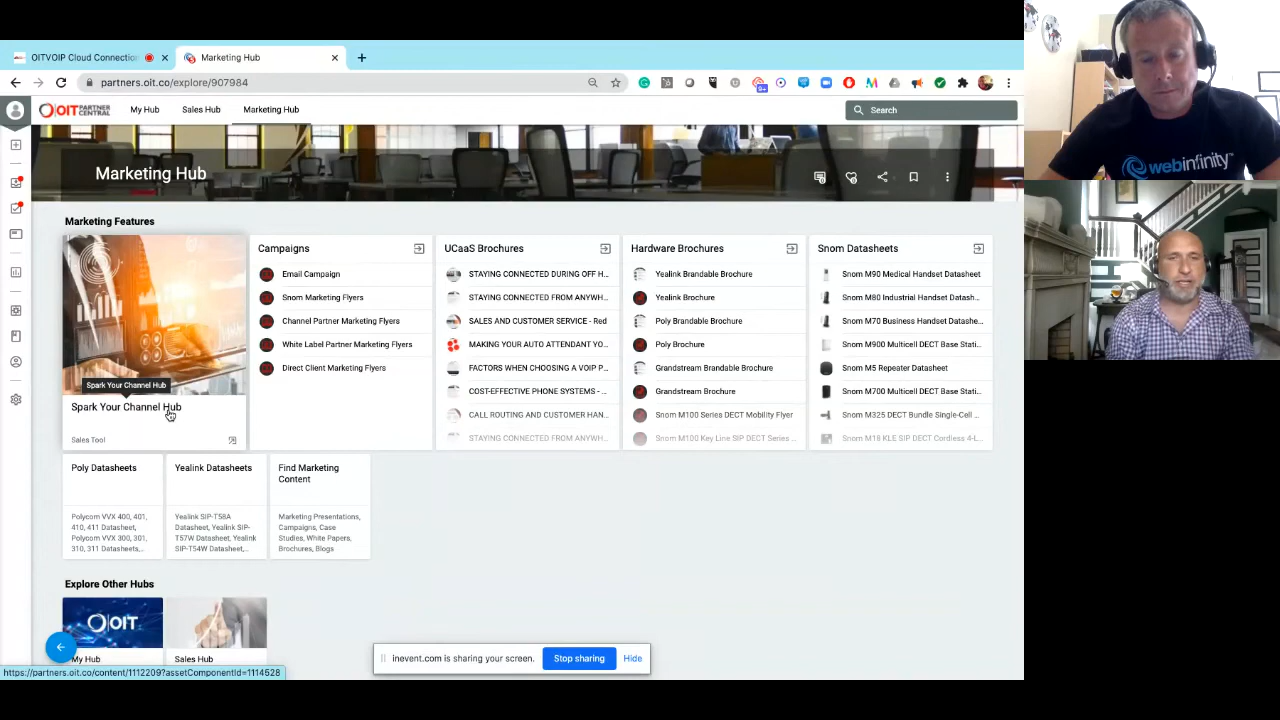 OITVOIP Cloud Connection
Marketing Hub
partners.oit.co/explore/907984
9+
OIT PARTNER CENTRAL
My Hub
Sales Hub
Marketing Hub
Search
Marketing Hub
Marketing Features
Spark Your Channel Hub
Spark Your Channel Hub
Sales Tool
Campaigns
Email Campaign
Snom Marketing Flyers
Channel Partner Marketing Flyers
White Label Partner Marketing Flyers
Direct Client Marketing Flyers
UCaaS Brochures
STAYING CONNECTED DURING OFF H...
STAYING CONNECTED FROM ANYWH...
SALES AND CUSTOMER SERVICE - Red
MAKING YOUR AUTO ATTENDANT YO...
FACTORS WHEN CHOOSING A VOIP P...
COST-EFFECTIVE PHONE SYSTEMS - ...
CALL ROUTING AND CUSTOMER HAN...
STAYING CONNECTED FROM ANYWH...
Hardware Brochures
Yealink Brandable Brochure
Yealink Brochure
Poly Brandable Brochure
Poly Brochure
Grandstream Brandable Brochure
Grandstream Brochure
Snom M100 Series DECT Mobility Flyer
Snom M100 Key Line SIP DECT Series ...
Snom Datasheets
Snom M90 Medical Handset Datasheet
Snom M80 Industrial Handset Datash...
Snom M70 Business Handset Datashe...
Snom M900 Multicell DECT Base Stati...
Snom M5 Repeater Datasheet
Snom M700 Multicell DECT Base Stati...
Snom M325 DECT Bundle Single-Cell ...
Snom M18 KLE SIP DECT Cordless 4-L...
Poly Datasheets
Polycom VVX 400, 401,
410, 411 Datasheet,
Polycom VVX 300, 301,
310, 311 Datasheets,...
Yealink Datasheets
Yealink SIP-T58A
Datasheet, Yealink SIP-
T57W Datasheet, Yealink
SIP-T54W Datasheet,...
Find Marketing
Content
Marketing Presentations,
Campaigns, Case
Studies, White Papers,
Brochures, Blogs
Explore Other Hubs
OIT
My Hub
Sales Hub
inevent.com is sharing your screen.
Stop sharing
Hide
https://partners.oit.co/content/1112209?assetComponentId=1114528
webinfinity